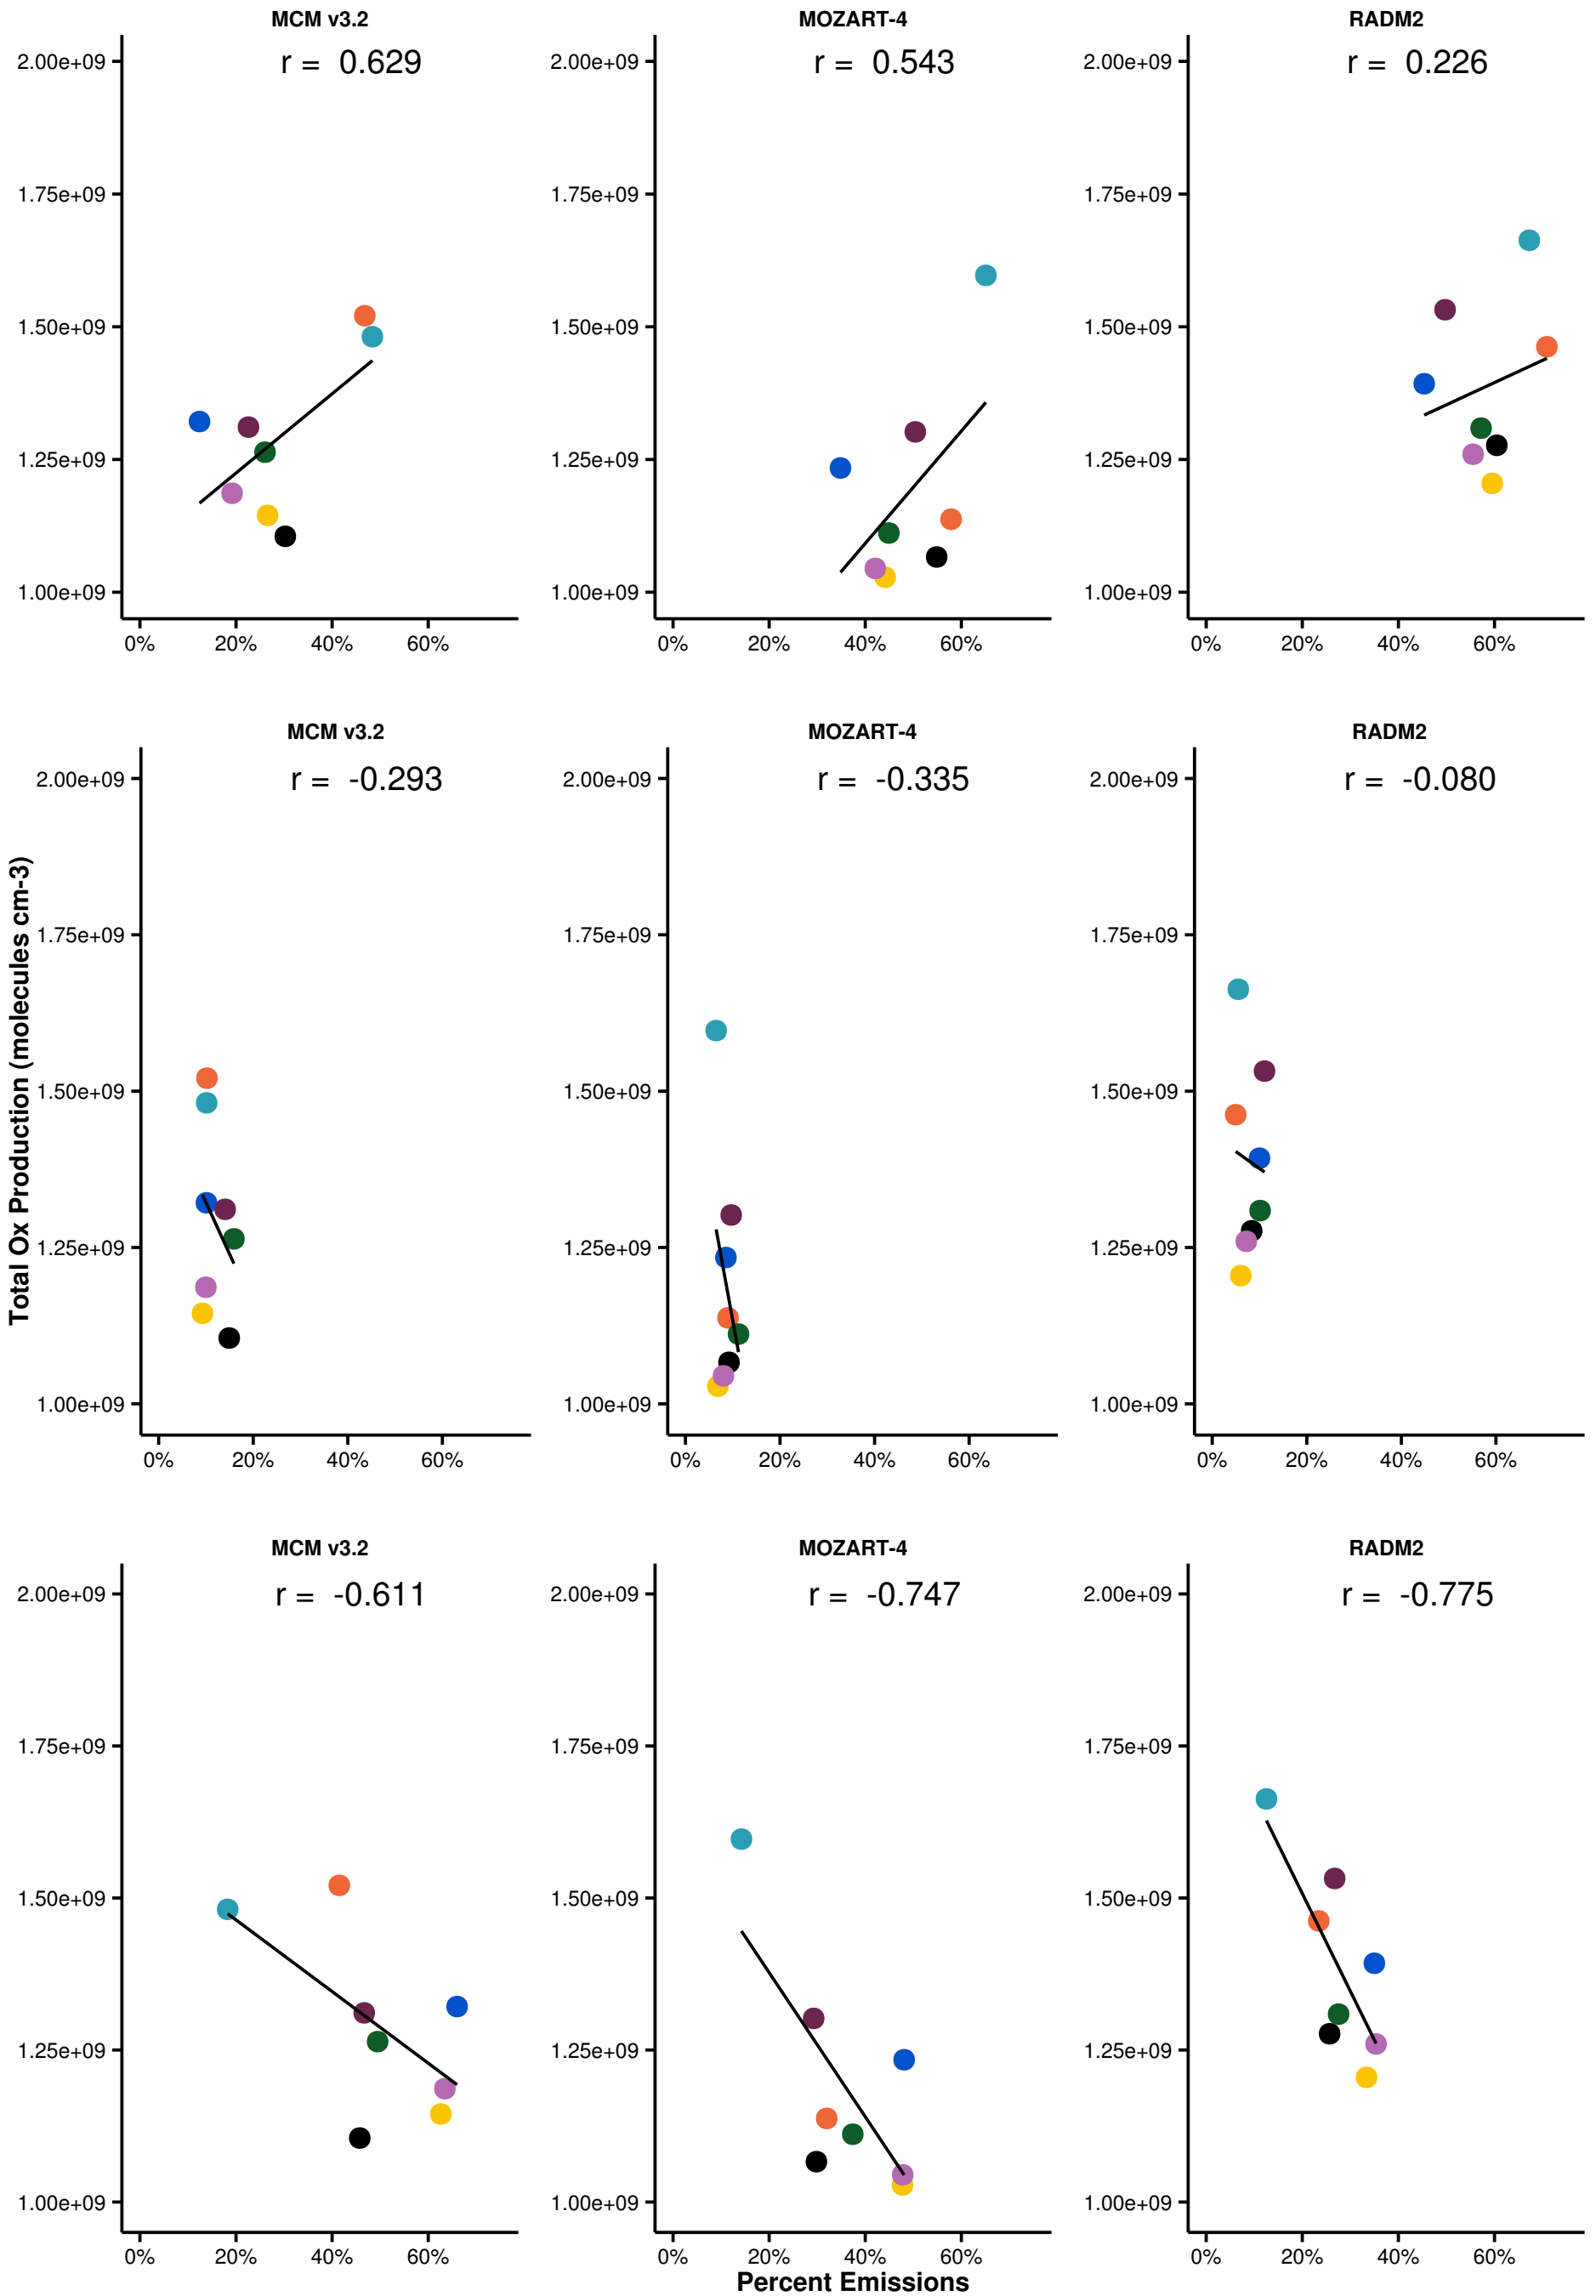 MCM v3.2 MOZART-4 RADM2
r = 0.629 r = 0.543 r = 0.226
2.00e+09 2.00e+09 2.00e+09
1.75e+09 1.75e+09 1.75e+09
1.50e+09 1.50e+09 1.50e+09
1.25e+09 1.25e+09 1.25e+09
1.00e+09 1.00e+09 1.00e+09
0% 20% 40% 60% 0% 20% 40% 60% 0% 20% 40% 60%
MCM v3.2 MOZART-4 RADM2
r = -0.293 r = -0.335 r = -0.080
2.00e+09 2.00e+09 2.00e+09
Total Ox Production (molecules cm-3)
1.75e+09 1.75e+09 1.75e+09
1.50e+09 1.50e+09 1.50e+09
1.25e+09 1.25e+09 1.25e+09
1.00e+09 1.00e+09 1.00e+09
0% 20% 40% 60% 0% 20% 40% 60% 0% 20% 40% 60%
MCM v3.2 MOZART-4 RADM2
r = -0.611 r = -0.747 r = -0.775
2.00e+09 2.00e+09 2.00e+09
1.75e+09 1.75e+09 1.75e+09
1.50e+09 1.50e+09 1.50e+09
1.25e+09 1.25e+09 1.25e+09
1.00e+09 1.00e+09 1.00e+09
0% 20% 40% 60% 0% 20% 40% 60% 0% 20% 40% 60%
Percent Emissions